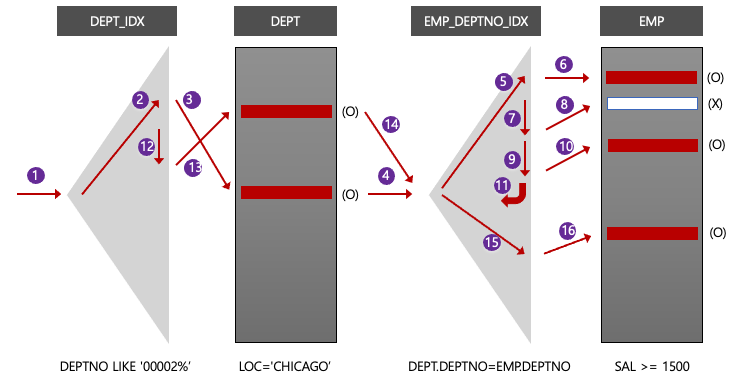 DEPT_IDX DEPT EMP_DEPTNO_IDX EMP
5 6 (O)
2 3 8 (X)
(O) 7
14
12 9 10 (O)
13
1 4 11
(O)
15 16 (O)
DEPTNO LIKE '00002%' LOC='CHICAGO' DEPT.DEPTNO=EMP.DEPTNO SAL >= 1500